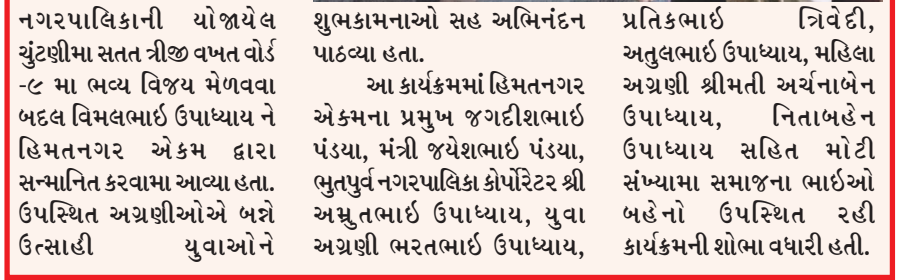 નગરપાલિકાની યોજાયેલ
ચુંટણીમા સતત ત્રીજી વખત વોર્ડ
-૯ મા ભવ્ય વિજય મેળવવા
બદલ વિમલભાઇ ઉપાધ્યાય ને
હિમતનગર એકમ દ્વારા
સન્માનિત કરવામા આવ્યા હતા.
ઉપસ્થિત અગ્રણીઓએ બન્ને
ઉત્સાહી યુવાઓને
શુભકામનાઓ સહ અભિનંદન
પાઠવ્યા હતા.
આ કાર્યક્રમમાં હિમતનગર
એકમના પ્રમુખ જગદીશભાઇ
પંડયા, મંત્રી જયેશભાઇ પંડયા,
ભુતપુર્વ નગરપાલિકા કોર્પોરેટર શ્રી
અમ્રુતભાઇ ઉપાધ્યાય, યુવા
અગ્રણી ભરતભાઇ ઉપાધ્યાય,
પ્રતિકભાઇ ત્રિવેદી,
અતુલભાઇ ઉપાધ્યાય, મહિલા
અગ્રણી શ્રીમતી અર્ચનાબેન
ઉપાધ્યાય, નિતાબહેન
ઉપાધ્યાય સહિત મોટી
સંખ્યામા સમાજના ભાઇઓ
બહેનો ઉપસ્થિત રહી
કાર્યક્રમની શોભા વધારી હતી.